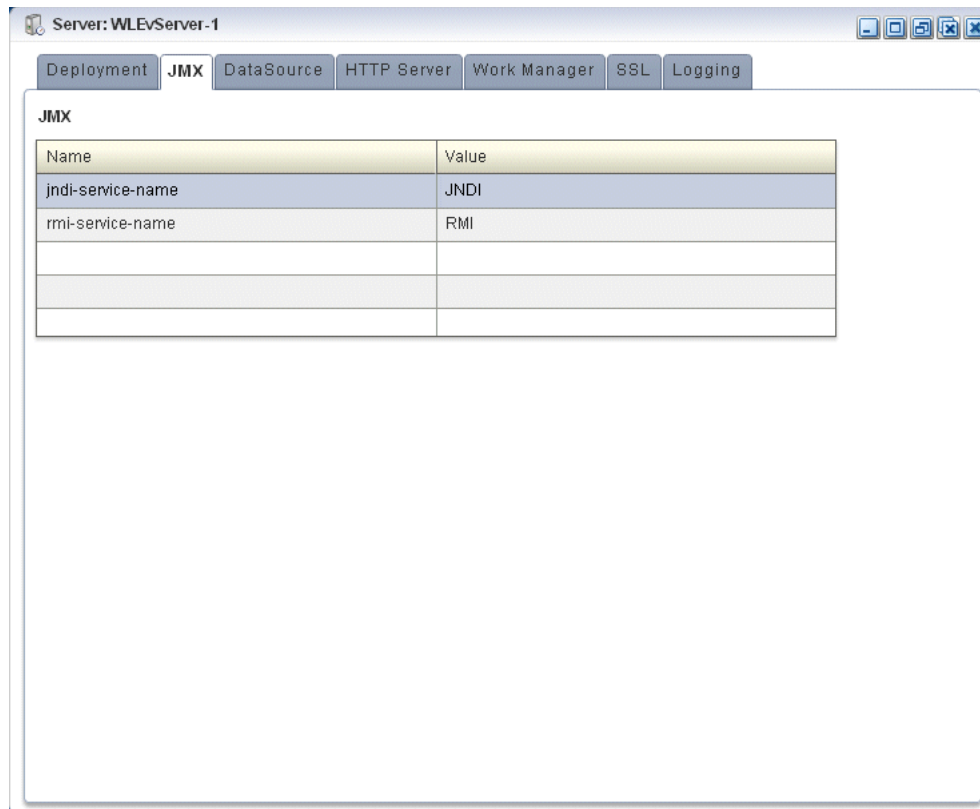 Server: WLEvServer-1
Deployment JMX DataSource HTTP Server Work Manager SSL Logging
JMX
Name Value
jndi-service-name JNDI
rmi-service-name RMI